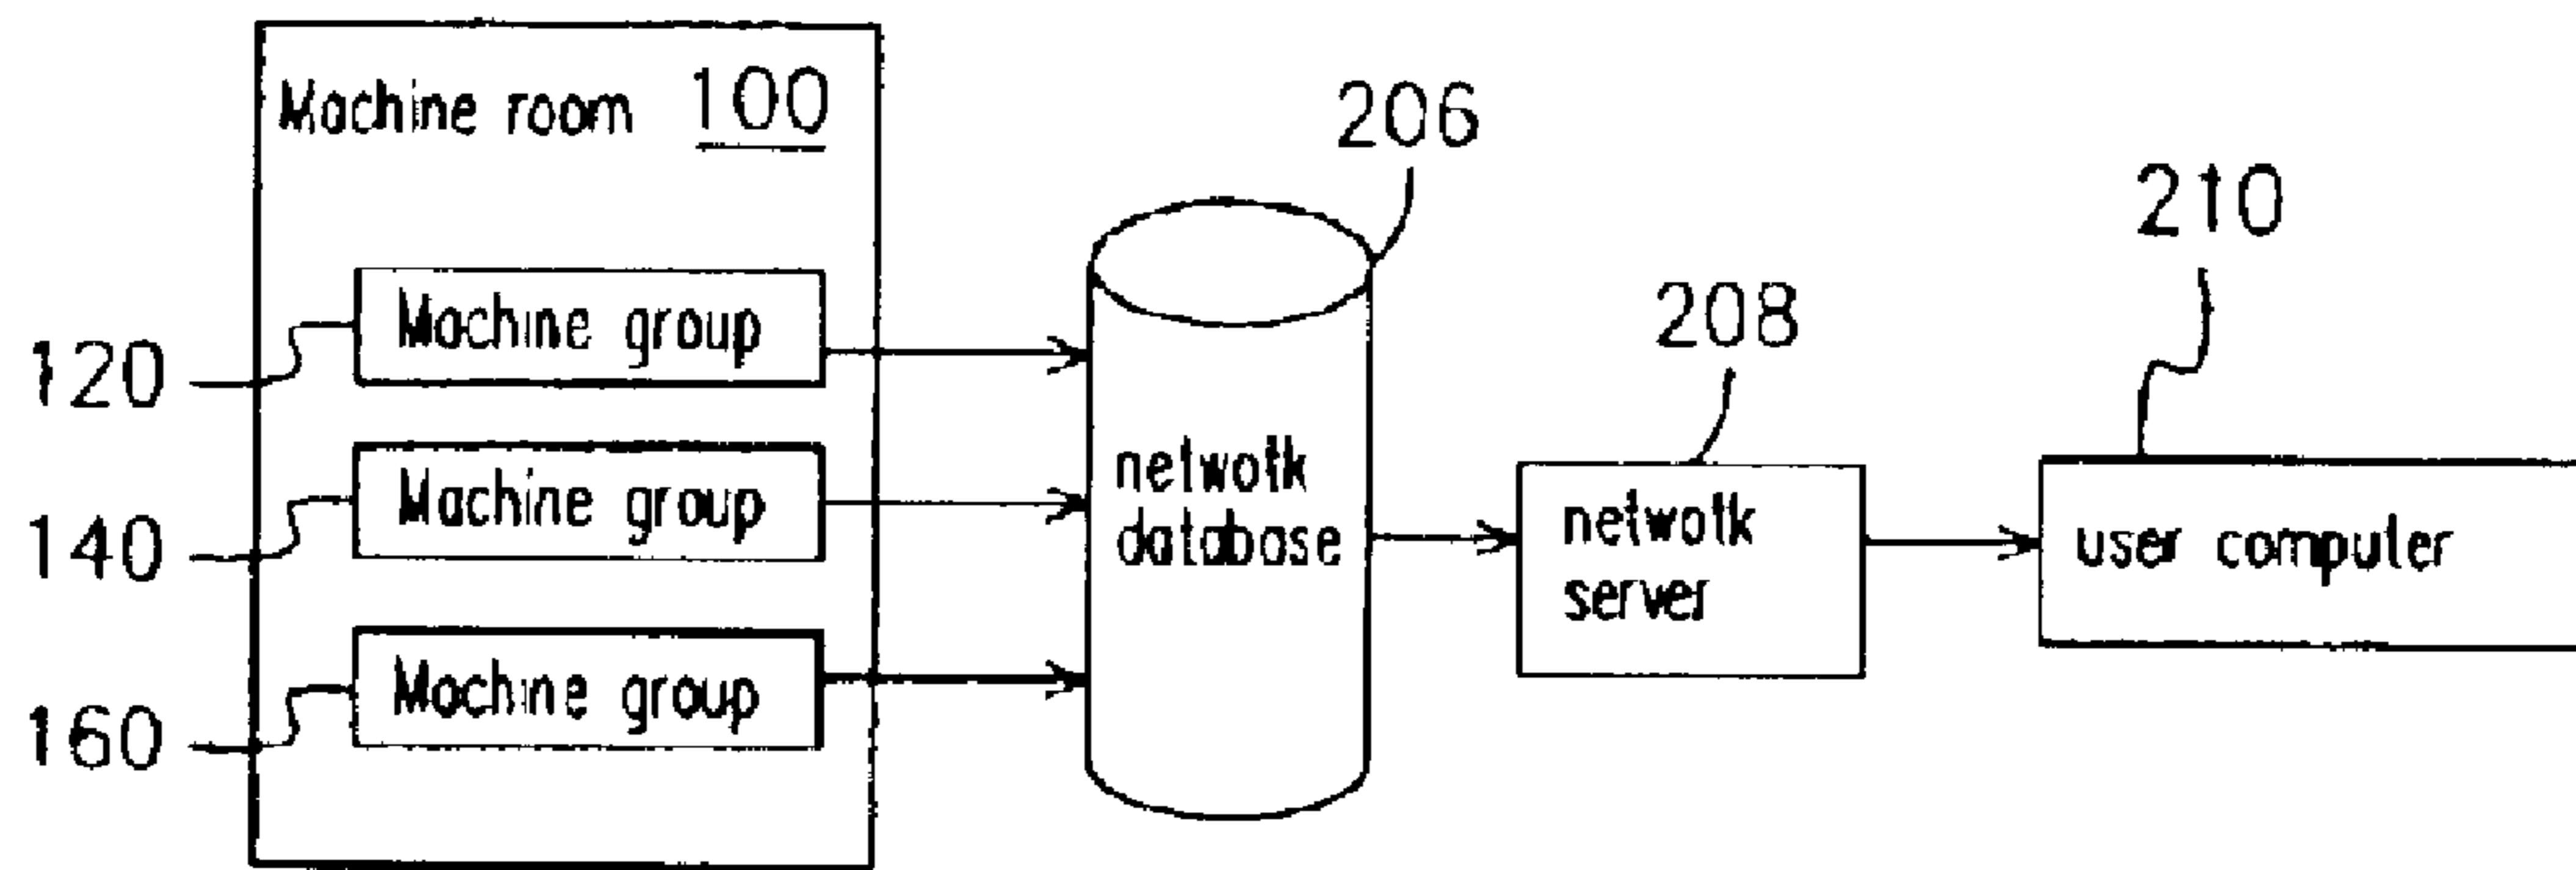 Machine room 100
206
210
208
120
Machine group
140
Machine group
160
Machine group
netwotk
database
netwotk
server
user computer